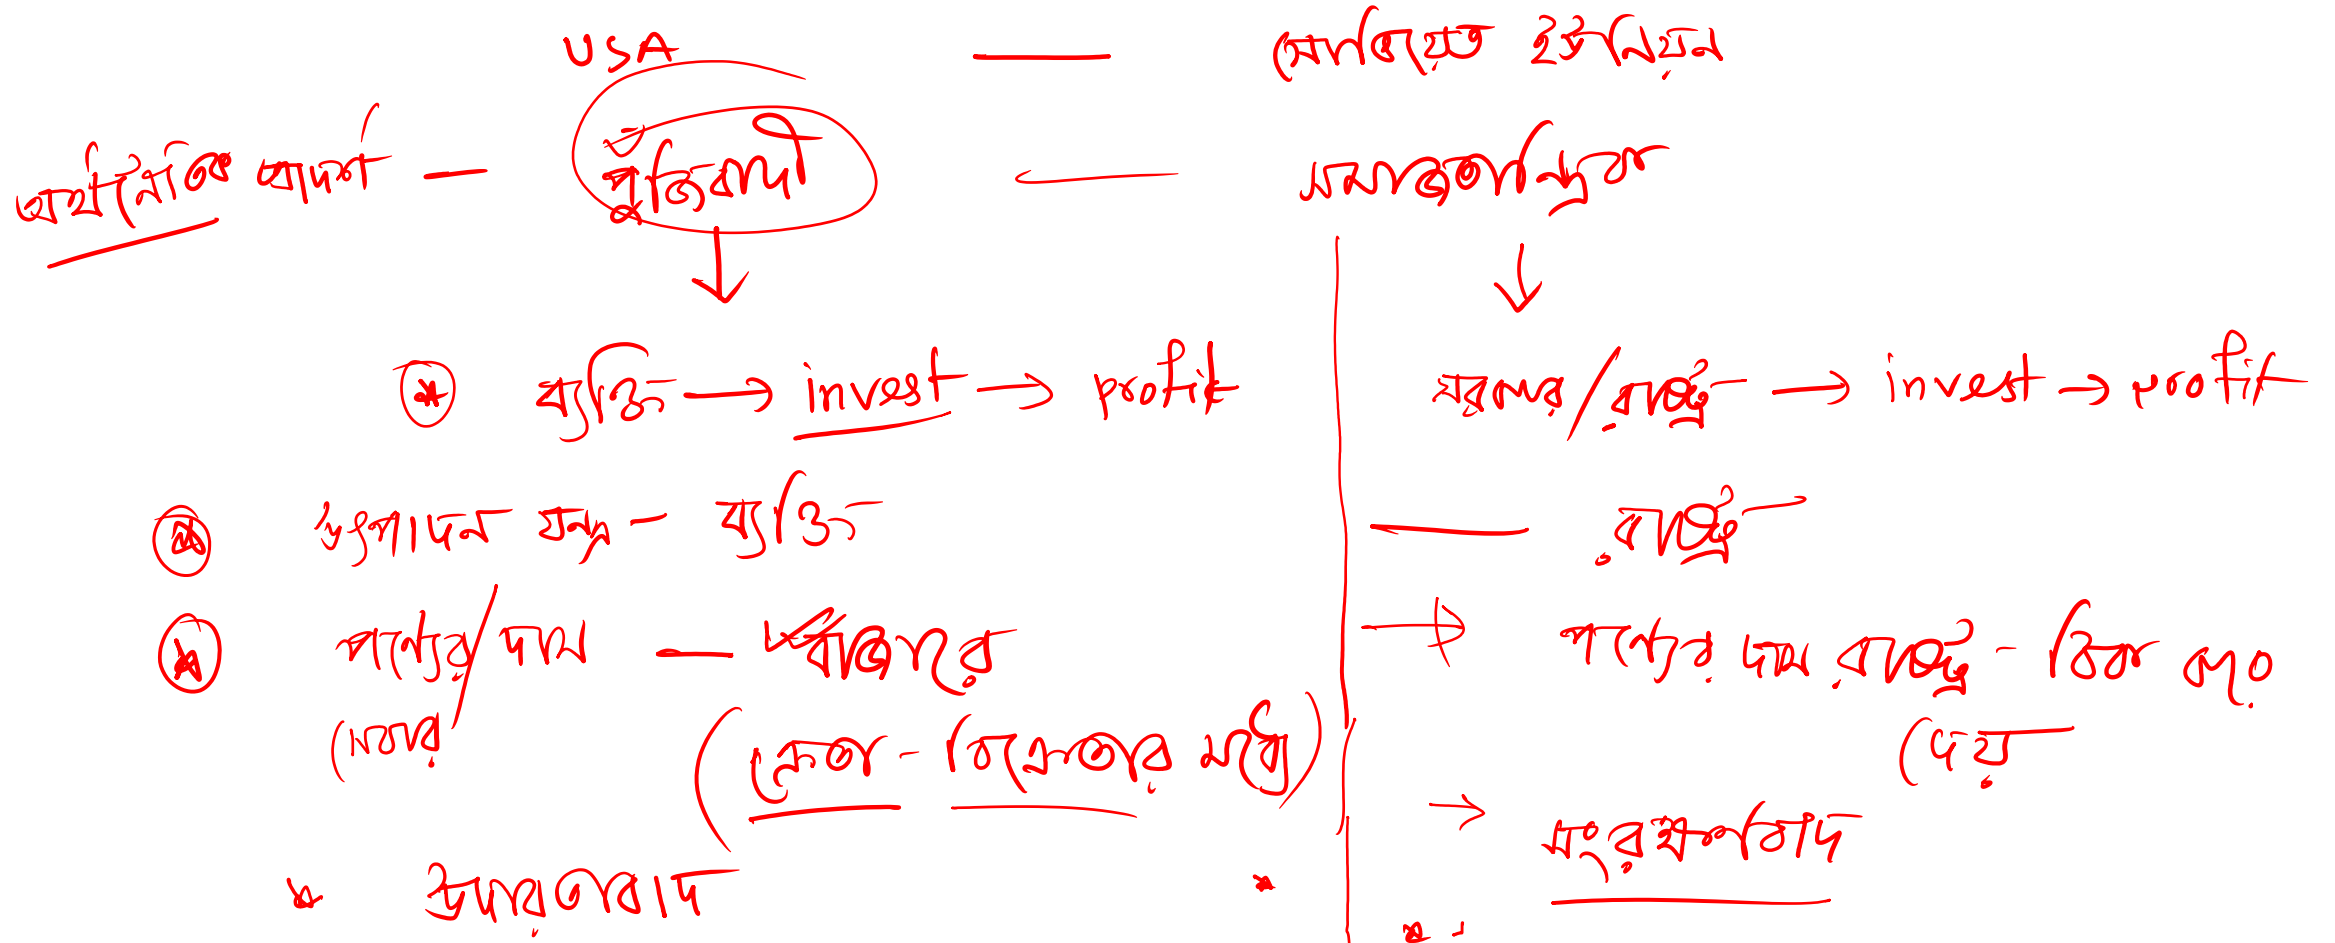 USA — সোভিয়েত ইউনিয়ন
অর্থনৈতিক আদর্শ — পুঁজিবাদী — সমাজতান্ত্রিক
ব্যক্তি → invest → profit
সরকার/রাষ্ট্র → invest → profit
উৎপাদন যন্ত্র - ব্যক্তি — রাষ্ট্র
পণ্যের/দাম — বাজারে → পণ্যের দাম রাষ্ট্র - ঠিক করে
সেবার (ক্রেতা - বিক্রেতার মধ্যে) দেয়
উদারতাবাদ → সংরক্ষণবাদ